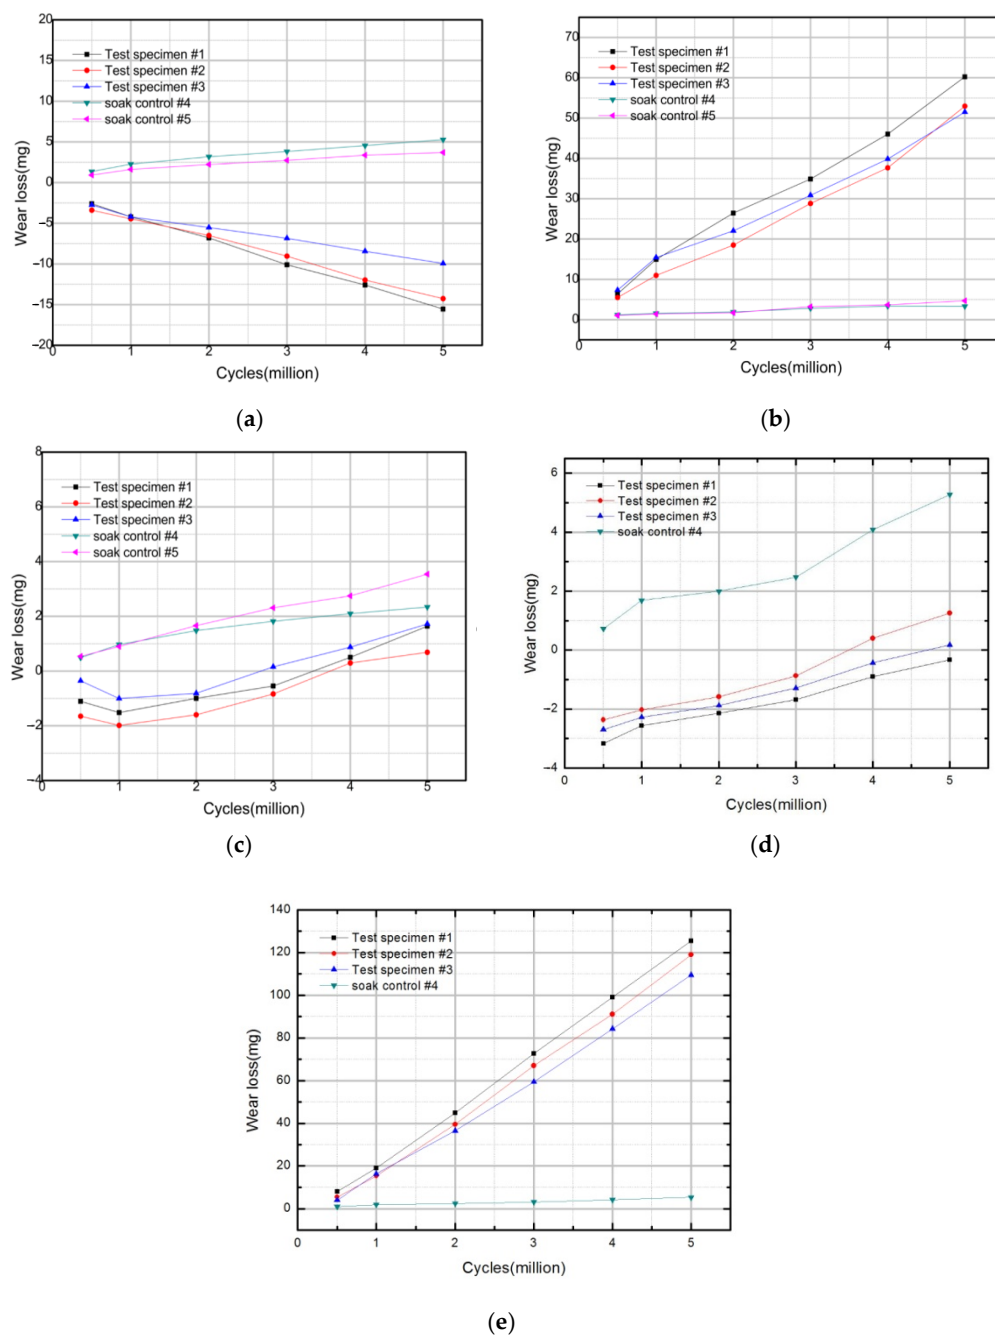 20
15
10
5
0
−5
−10
−15
−20
Wear loss(mg)
Test specimen #1
Test specimen #2
Test specimen #3
soak control #4
soak control #5
0 1 2 3 4 5
Cycles(million)
(a)
70
60
50
40
30
20
10
0
Wear loss(mg)
Test specimen #1
Test specimen #2
Test specimen #3
soak control #4
soak control #5
0 1 2 3 4 5
Cycles(million)
(b)
8
6
4
2
0
−2
−4
Wear loss(mg)
Test specimen #1
Test specimen #2
Test specimen #3
soak control #4
soak control #5
0 1 2 3 4 5
Cycles(million)
(c)
6
4
2
0
−2
−4
Wear loss(mg)
Test specimen #1
Test specimen #2
Test specimen #3
soak control #4
0 1 2 3 4 5
Cycles(million)
(d)
140
120
100
80
60
40
20
0
Wear loss(mg)
Test specimen #1
Test specimen #2
Test specimen #3
soak control #4
0 1 2 3 4 5
Cycles(million)
(e)